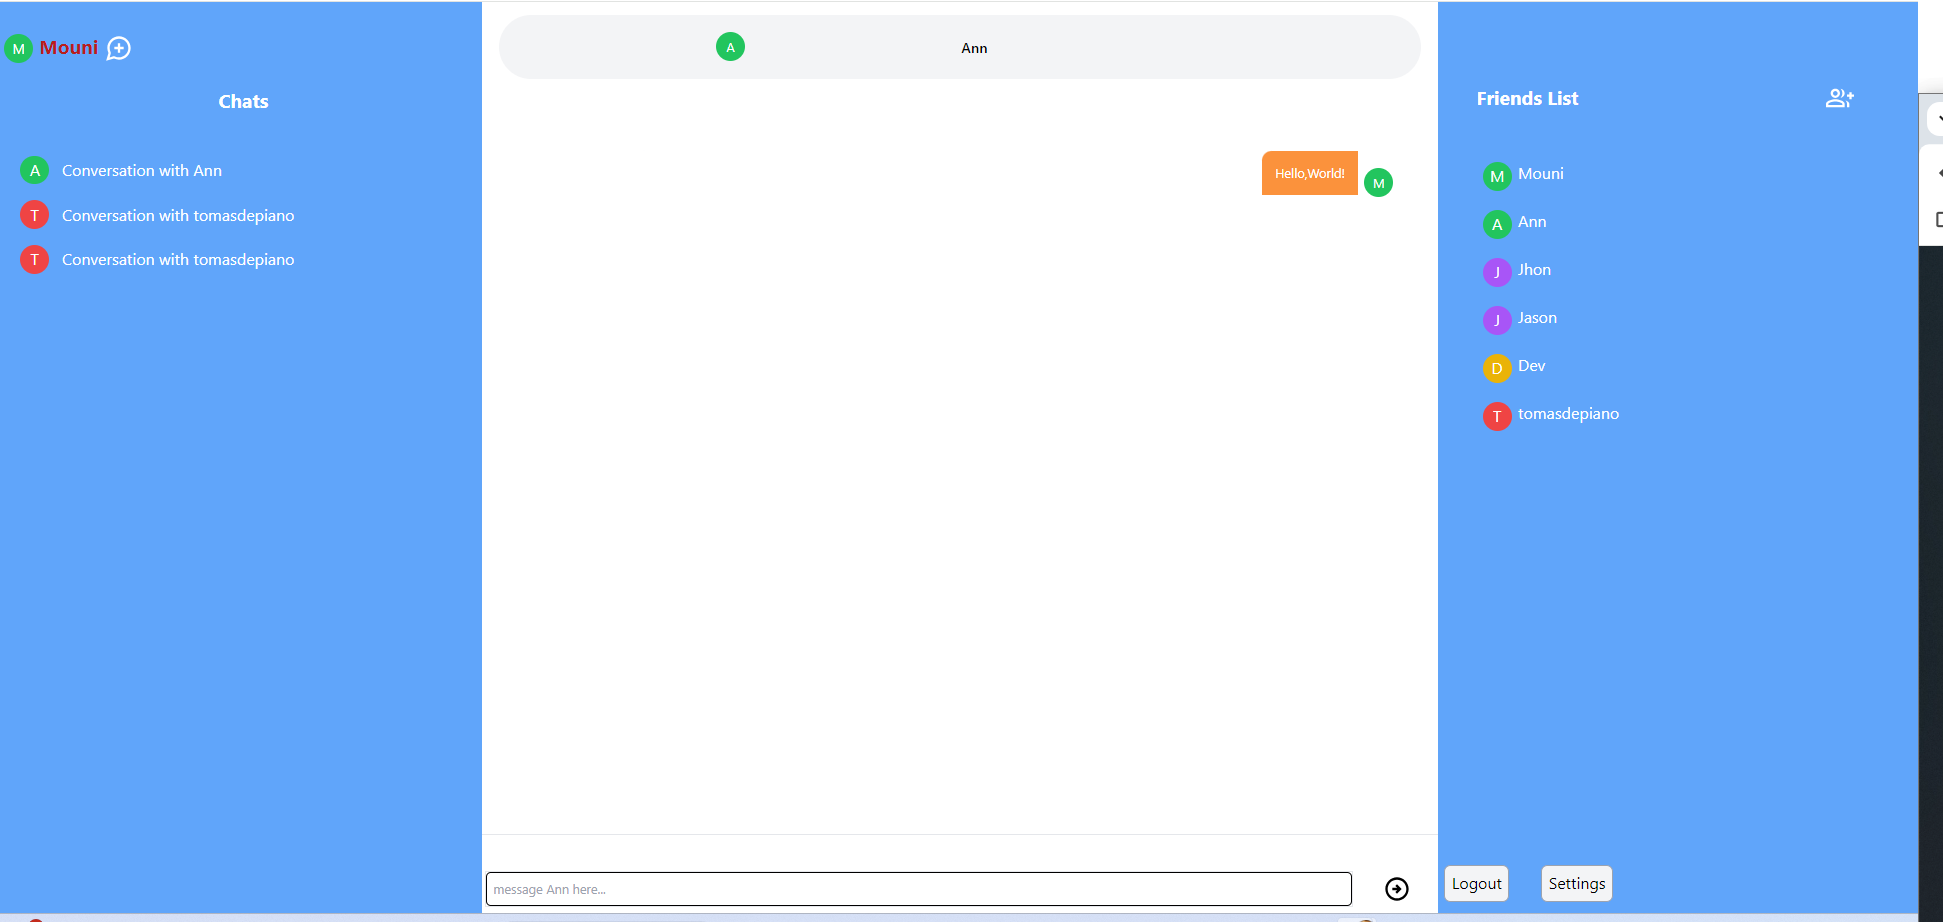 M Mouni
Chats
A Conversation with Ann
T Conversation with tomasdepiano
T Conversation with tomasdepiano
A Ann
Hello,World!
M
message Ann here...
Friends List
M Mouni
A Ann
J Jhon
J Jason
D Dev
T tomasdepiano
Logout Settings